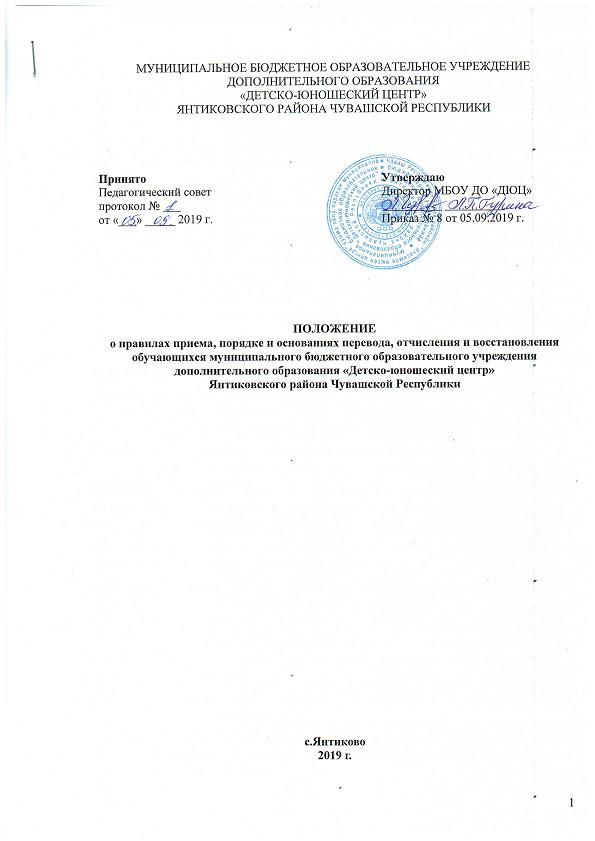 МУНИЦИПАЛЬНОЕ БЮДЖЕТНОЕ ОБРАЗОВАТЕЛЬНОЕ УЧРЕЖДЕНИЕ
ДОПОЛНИТЕЛЬНОГО ОБРАЗОВАНИЯ
«ДЕТСКО-ЮНОШЕСКИЙ ЦЕНТР»
ЯНТИКОВСКОГО РАЙОНА ЧУВАШСКОЙ РЕСПУБЛИКИ
Принято
Педагогический совет
протокол № 1
от « 05» 09 2019 г.
Утверждаю
Директор МБОУ ДО «ДЮЦ»
Приказ № 8 от 05.09.2019 г.
ПОЛОЖЕНИЕ
о правилах приема, порядке и основаниях перевода, отчисления и восстановления
обучающихся муниципального бюджетного образовательного учреждения
дополнительного образования «Детско-юношеский центр»
Янтиковского района Чувашской Республики
с.Янтиково
2019 г.
1